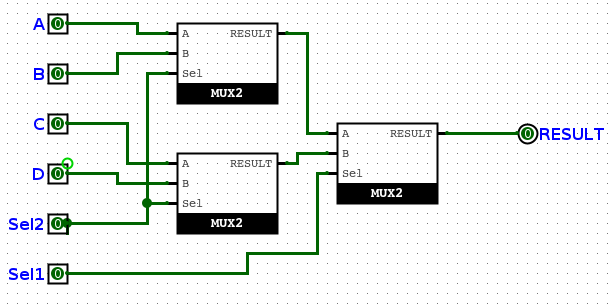 A 0
A RESULT
B
B 0
Sel
MUX2
C 0
A RESULT 0 RESULT
B
A RESULT
D 0
B
Sel
MUX2
Sel
Sel2 0
MUX2
Sel1 0